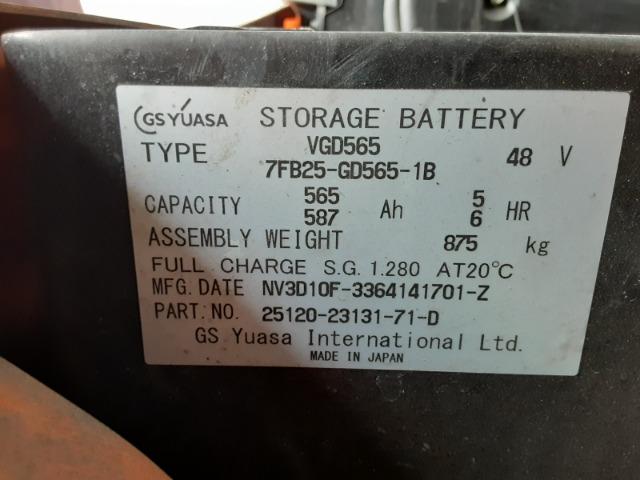 GS YUASA STORAGE BATTERY
TYPE VGD565 48 V
7FB25-GD565-1B
CAPACITY 565 Ah 5 HR
587 6
ASSEMBLY WEIGHT 875 kg
FULL CHARGE S.G. 1.280 AT20℃
MFG. DATE NV3D10F-3364141701-Z
PART. NO. 25120-23131-71-D
GS Yuasa International Ltd.
MADE IN JAPAN